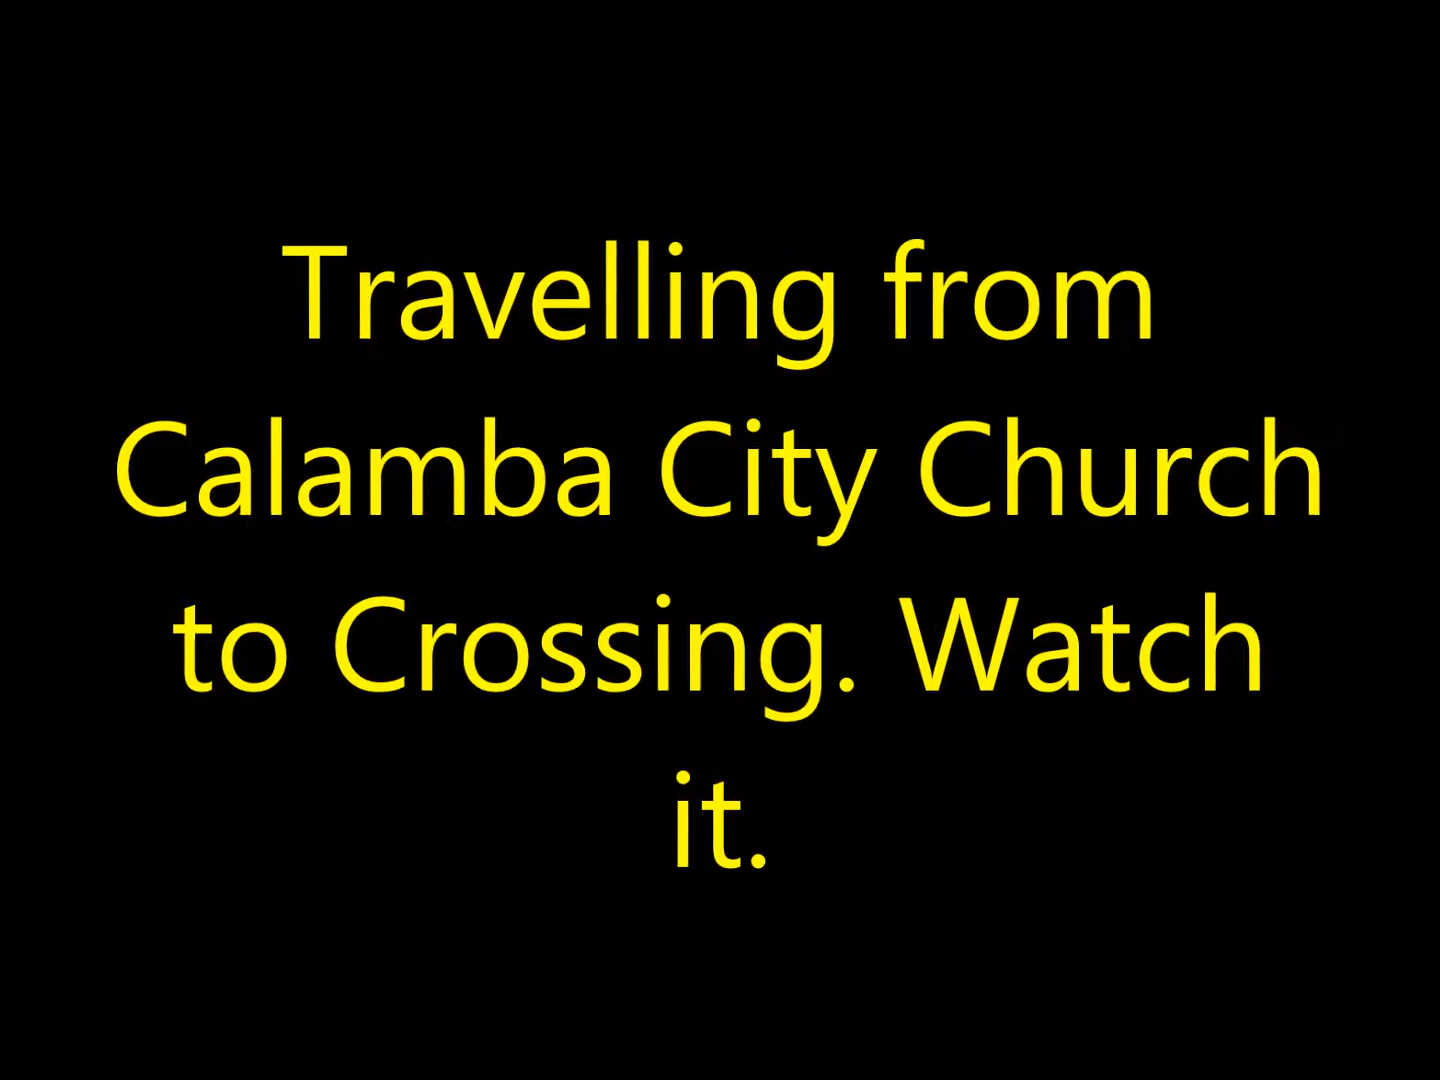 Travelling from
Calamba City Church
to Crossing. Watch
it.